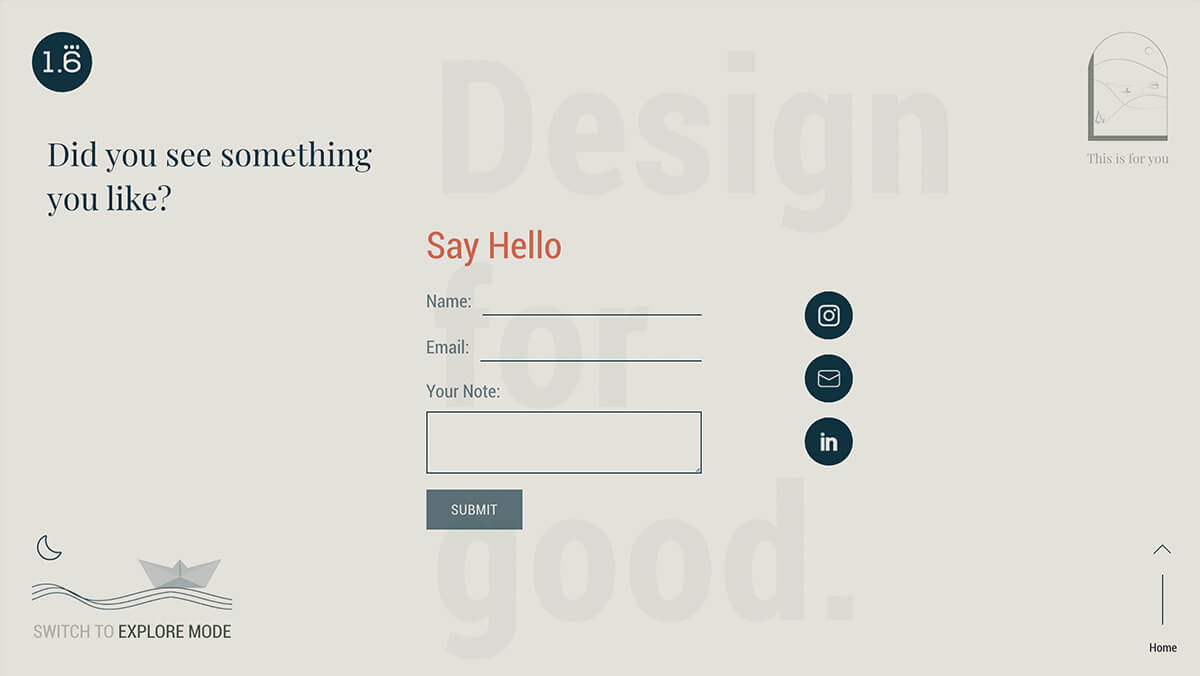 1.6
Did you see something
you like?
Design
for
good.
Say Hello
Name:
Email:
Your Note:
SUBMIT
in
This is for you
SWITCH TO EXPLORE MODE
Home